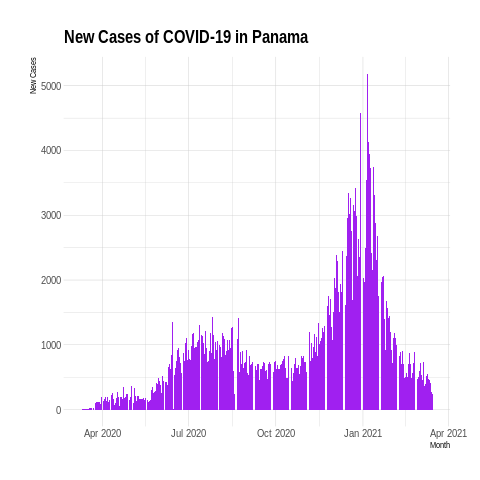 New Cases of COVID-19 in Panama
New Cases
5000
4000
3000
2000
1000
0
Apr 2020
Jul 2020
Oct 2020
Jan 2021
Apr 2021
Month